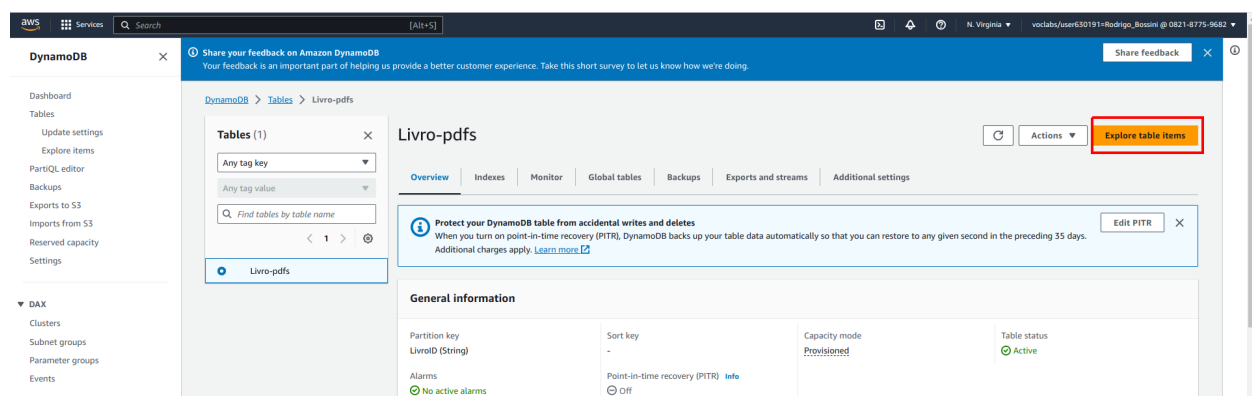 aws Services Search [Alt+S] N. Virginia voclabs/user630191=Rodrigo_Bossini @ 0821-8775-9682
DynamoDB
Share your feedback on Amazon DynamoDB
Your feedback is an important part of helping us provide a better customer experience. Take this short survey to let us know how we're doing.
Share feedback
Dashboard
Tables
Update settings
Explore items
PartiQL editor
Backups
Exports to S3
Imports from S3
Reserved capacity
Settings
DAX
Clusters
Subnet groups
Parameter groups
Events
DynamoDB > Tables > Livro-pdfs
Tables (1)
Any tag key
Any tag value
Find tables by table name
< 1 >
Livro-pdfs
Livro-pdfs
Actions
Explore table items
Overview Indexes Monitor Global tables Backups Exports and streams Additional settings
Protect your DynamoDB table from accidental writes and deletes
When you turn on point-in-time recovery (PITR), DynamoDB backs up your table data automatically so that you can restore to any given second in the preceding 35 days.
Additional charges apply. Learn more
Edit PITR
General information
Partition key
LivroID (String)
Sort key
-
Capacity mode
Provisioned
Table status
Active
Alarms
No active alarms
Point-in-time recovery (PITR) Info
Off